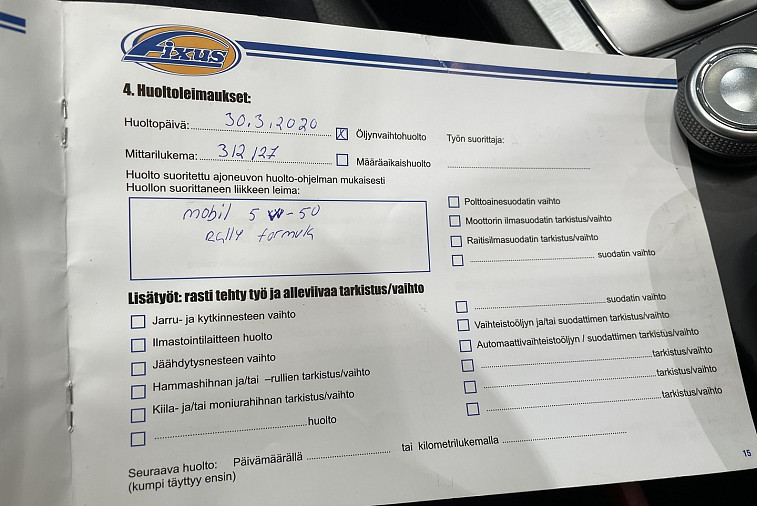 Fixus
4. Huoltoleimaukset:
Huoltopäivä: 30.3.2020
X Öljynvaihtohuolto
Työn suorittaja:
Mittarilukema: 312127
Määräaikaishuolto
Huolto suoritettu ajoneuvon huolto-ohjelman mukaisesti
Huollon suorittaneen liikkeen leima:
mobil 5 W-50
Rally formula
Polttoainesuodatin vaihto
Moottorin ilmasuodatin tarkistus/vaihto
Raitisilmasuodatin tarkistus/vaihto
suodatin vaihto
Lisätyöt: rasti tehty työ ja alleviivaa tarkistus/vaihto
Jarru- ja kytkinnesteen vaihto
Ilmastointilaitteen huolto
Jäähdytysnesteen vaihto
Hammashihnan ja/tai –rullien tarkistus/vaihto
Kiila- ja/tai moniurahihnan tarkistus/vaihto
huolto
suodatin vaihto
Vaihteistoöljyn ja/tai suodattimen tarkistus/vaihto
Automaattivaihteistoöljyn / suodattimen tarkistus/vaihto
tarkistus/vaihto
tarkistus/vaihto
tarkistus/vaihto
Seuraava huolto: Päivämäärällä tai kilometrilukemalla
(kumpi täyttyy ensin)
15